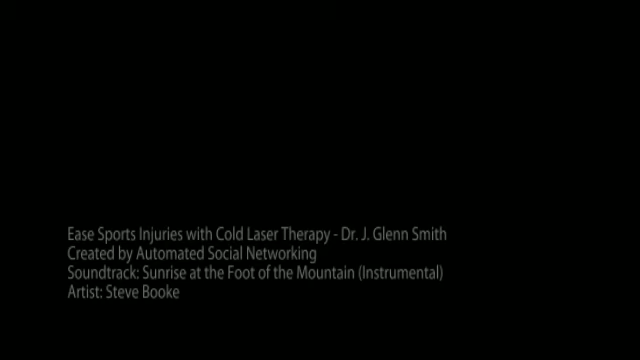 Ease Sports Injuries with Cold Laser Therapy - Dr. J. Glenn Smith
Created by Automated Social Networking
Soundtrack: Sunrise at the Foot of the Mountain (Instrumental)
Artist: Steve Booke